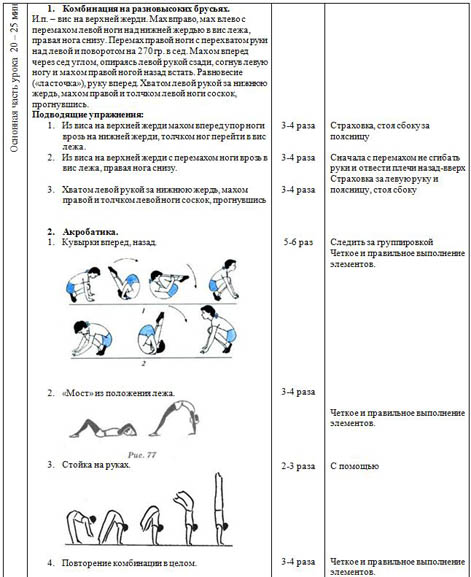 Основная часть урока 20 – 25 мин
1. Комбинация на разновысоких брусьях.
И.п. – вис на верхней жерди. Мах вправо, мах влево с
перемахом левой ноги над нижней жердью в вис лежа,
правая нога снизу. Перемах правой ноги с перехватом руки
над левой и поворотом на 270 гр. в сед. Махом вперед
через сед углом, опираясь левой рукой сзади, согнув левую
ногу и махом правой ногой назад встать. Равновесие
(«ласточка»), руку вперед. Хватом левой рукой за нижнюю
жердь, махом правой и толчком левой ноги соскок,
прогнувшись.
Подводящие упражнения:
1. Из виса на верхней жерди махом вперед упор ноги
врозь на нижней жерди, толчком ног перейти в вис
лежа.
3-4 раза
Страховка, стоя сбоку за
поясницу
2. Из виса на верхней жерди с перемахом ноги врозь в
вис лежа, правая нога снизу.
3-4 раза
Сначала с перемахом не сгибать
руки и отвести плечи назад-вверх
3. Хватом левой рукой за нижнюю жердь, махом
правой и толчком левой ноги соскок, прогнувшись
3-4 раза
Страховка за левую руку и
поясницу, стоя сбоку
2. Акробатика.
1. Кувырки вперед, назад.
5-6 раз
Следить за группировкой
Четкое и правильное выполнение
элементов.
1
2
2. «Мост» из положения лежа.
3-4 раза
Четкое и правильное выполнение
элементов.
Рис. 77
3. Стойка на руках.
2-3 раза
С помощью
4. Повторение комбинации в целом.
3-4 раза
Четкое и правильное выполнение
элементов.